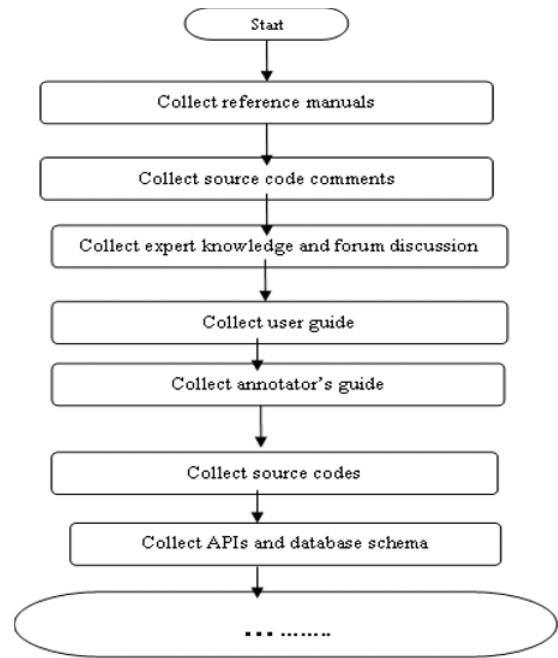 Start
Collect reference manuals
Collect source code comments
Collect expert knowledge and forum discussion
Collect user guide
Collect annotator's guide
Collect source codes
Collect APIs and database schema
... .......